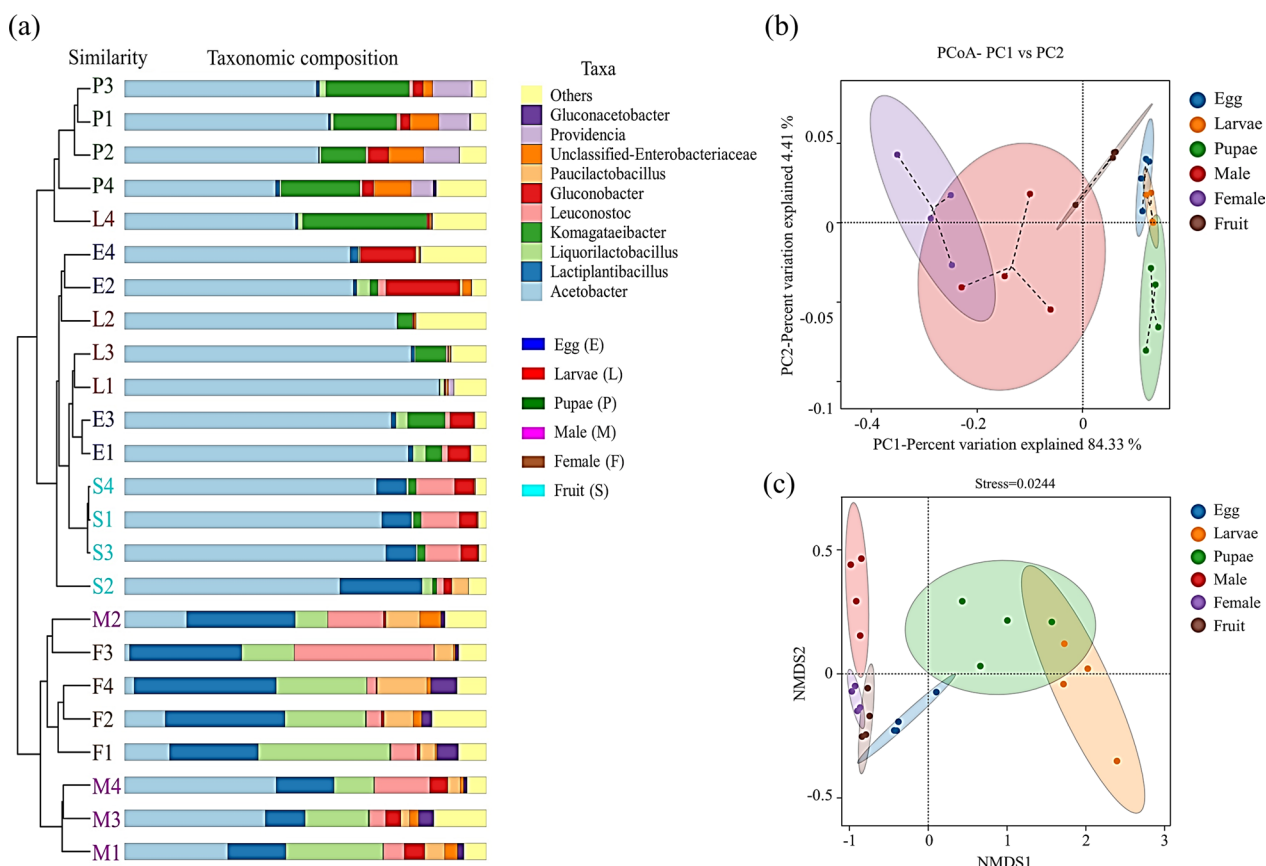 (a)
Similarity
Taxonomic composition
P3
P1
P2
P4
L4
E4
E2
L2
L3
L1
E3
E1
S4
S1
S3
S2
M2
F3
F4
F2
F1
M4
M3
M1
Taxa
Others
Gluconacetobacter
Providencia
Unclassified-Enterobacteriaceae
Paucilactobacillus
Gluconobacter
Leuconostoc
Komagataeibacter
Liquorilactobacillus
Lactiplantibacillus
Acetobacter
Egg (E)
Larvae (L)
Pupae (P)
Male (M)
Female (F)
Fruit (S)
(b)
PCoA- PC1 vs PC2
PC2-Percent variation explained 4.41 %
0.05
0
-0.05
-0.1
-0.4
-0.2
0
PC1-Percent variation explained 84.33 %
Egg
Larvae
Pupae
Male
Female
Fruit
(c)
Stress=0.0244
NMDS2
0.5
0
-0.5
-1
0
1
2
3
NMDS1
Egg
Larvae
Pupae
Male
Female
Fruit